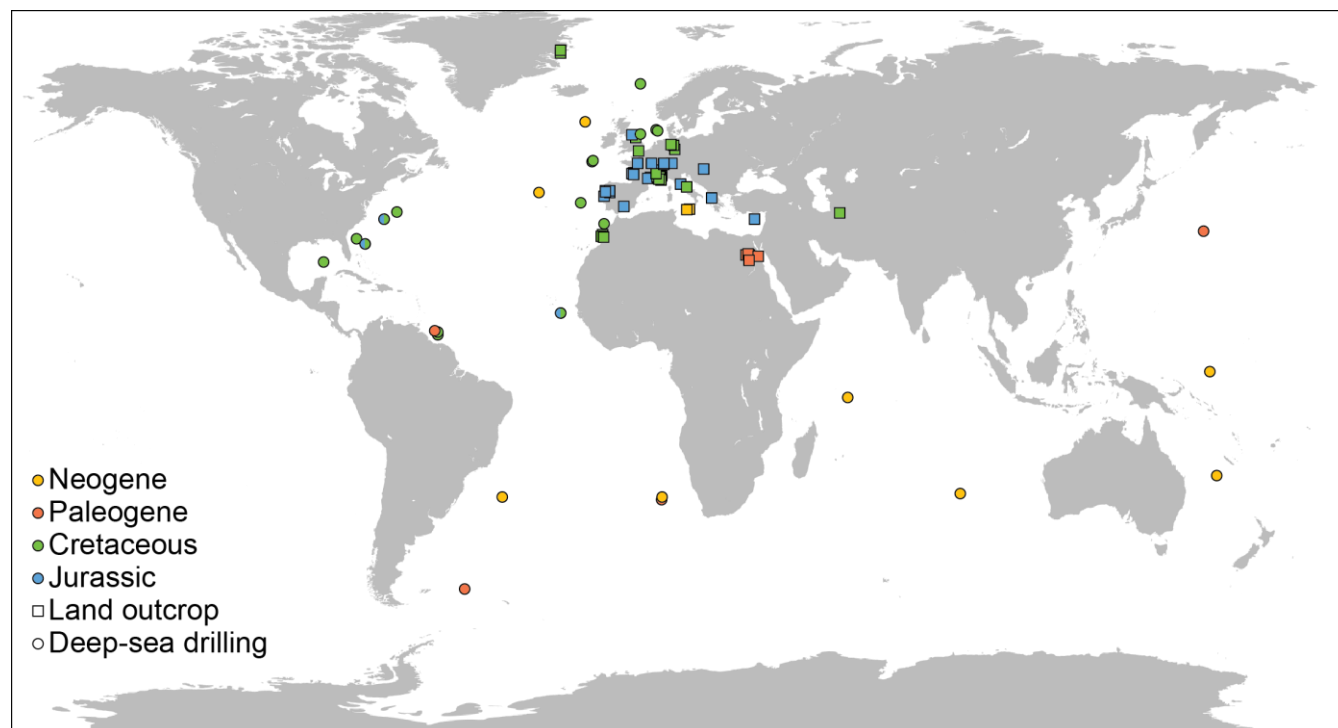 Neogene
Paleogene
Cretaceous
Jurassic
Land outcrop
Deep-sea drilling